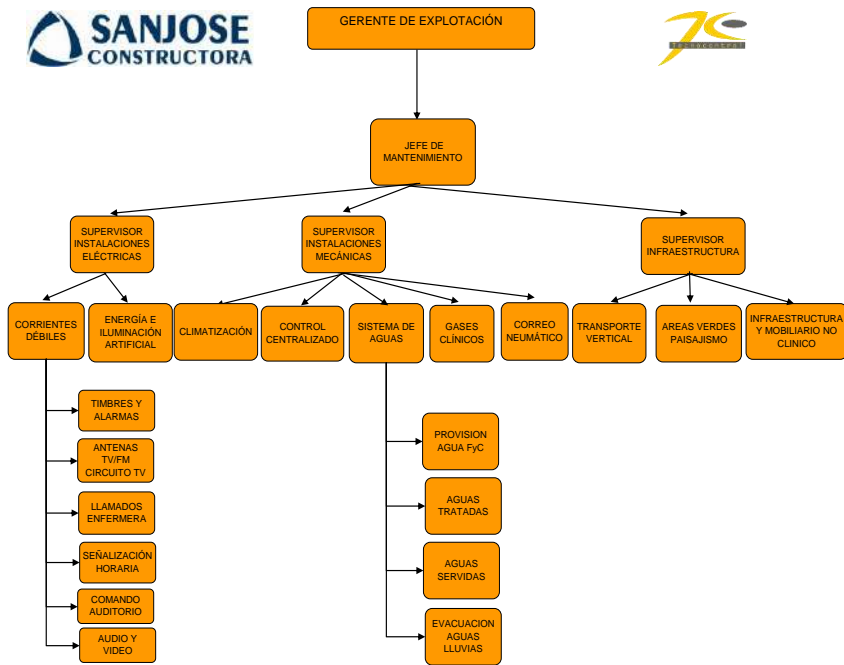 SANJOSE
CONSTRUCTORA
GERENTE DE EXPLOTACIÓN
Tecnocontrol
JEFE DE
MANTENIMIENTO
SUPERVISOR
INSTALACIONES
ELÉCTRICAS
SUPERVISOR
INSTALACIONES
MECÁNICAS
SUPERVISOR
INFRAESTRUCTURA
CORRIENTES
DÉBILES
ENERGÍA E
ILUMINACIÓN
ARTIFICIAL
CLIMATIZACIÓN
CONTROL
CENTRALIZADO
SISTEMA DE
AGUAS
GASES
CLÍNICOS
CORREO
NEUMÁTICO
TRANSPORTE
VERTICAL
AREAS VERDES
PAISAJISMO
INFRAESTRUCTURA
Y MOBILIARIO NO
CLINICO
TIMBRES Y
ALARMAS
ANTENAS
TV/FM
CIRCUITO TV
LLAMADOS
ENFERMERA
SEÑALIZACIÓN
HORARIA
COMANDO
AUDITORIO
AUDIO Y
VIDEO
PROVISION
AGUA FyC
AGUAS
TRATADAS
AGUAS
SERVIDAS
EVACUACION
AGUAS
LLUVIAS